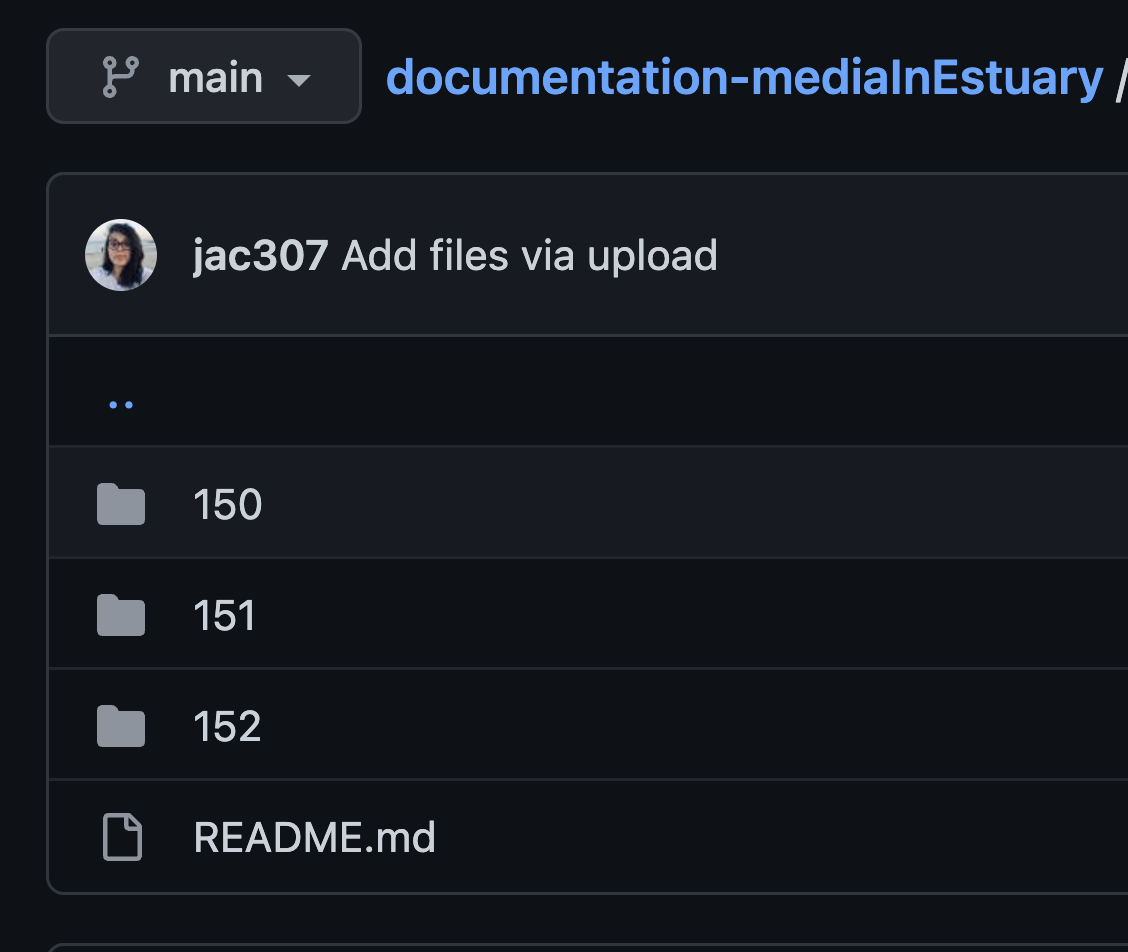 main documentation-mediaInEstuary /
jac307 Add files via upload
..
150
151
152
README.md